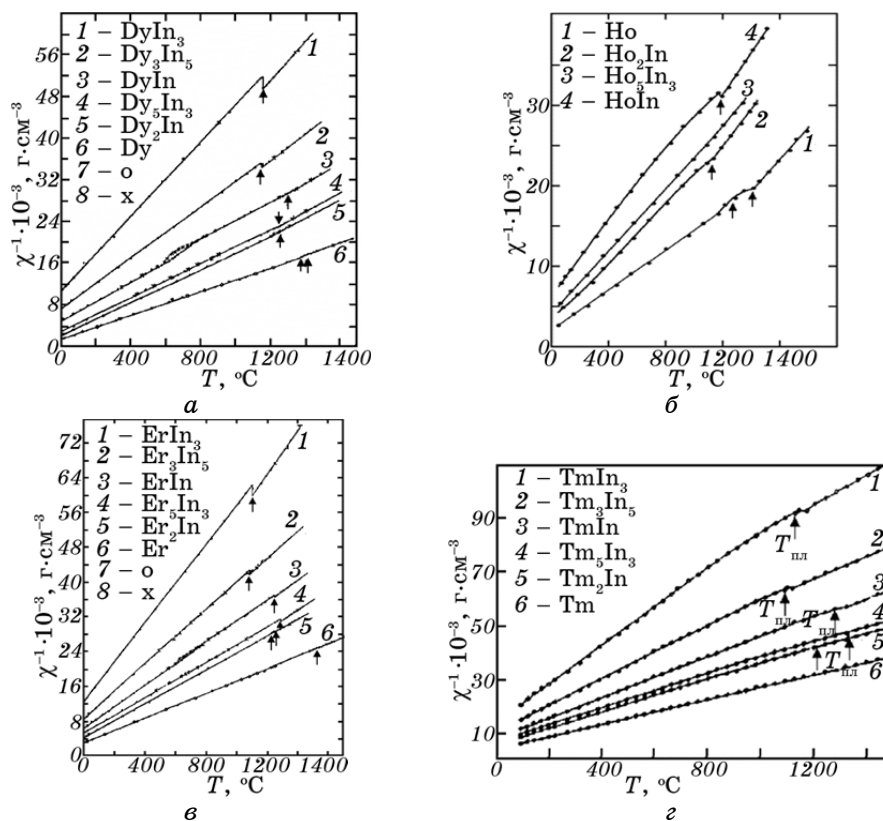 χ⁻¹·10⁻³, г·см⁻³
56
48
40
32
24
16
8
0
1 – DyIn₃
2 – Dy₃In₅
3 – DyIn
4 – Dy₅In₃
5 – Dy₂In₃
6 – Dy
7 – o
8 – x
1
2
3
4
5
6
0 400 800 1200 1400
T, °C
а
χ⁻¹·10⁻³, г·см⁻³
30
20
10
0
1 – Ho
2 – Ho₂In
3 – Ho₅In₃
4 – HoIn
4
3
2
1
0 400 800 1200 1400
T, °C
б
χ⁻¹·10⁻³, г·см⁻³
72
64
56
48
40
32
24
16
8
0
1 – ErIn₃
2 – Er₃In₅
3 – ErIn
4 – Er₅In₃
5 – Er₂In₃
6 – Er
7 – o
8 – x
1
2
3
4
5
6
0 400 800 1200 1400
T, °C
в
χ⁻¹·10⁻³, г·см⁻³
90
70
50
30
10
1 – TmIn₃
2 – Tm₃In₅
3 – TmIn
4 – Tm₅In₃
5 – Tm₂In
6 – Tm
1
Tпл
2
Tпл
Tпл
3
4
5
Tпл
6
0 400 800 1200
T, °C
г